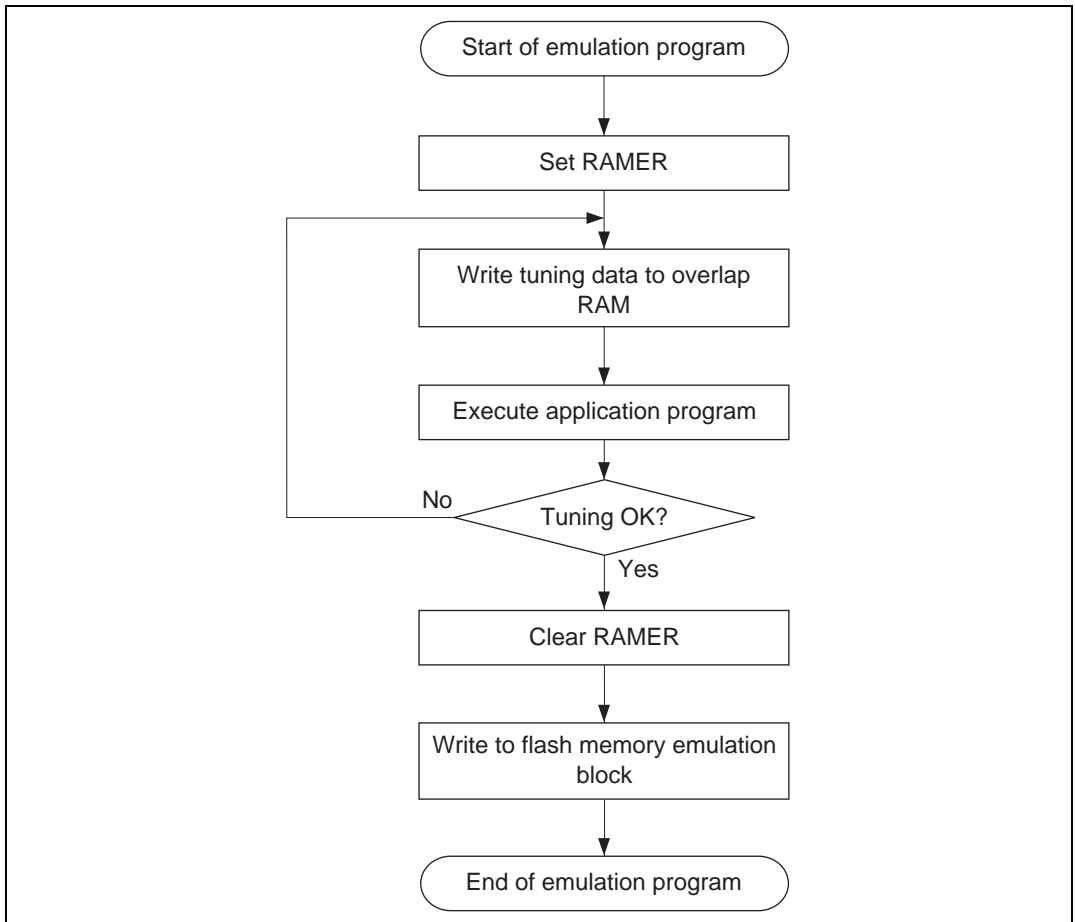 Start of emulation program
Set RAMER
Write tuning data to overlap
RAM
Execute application program
No
Tuning OK?
Yes
Clear RAMER
Write to flash memory emulation
block
End of emulation program